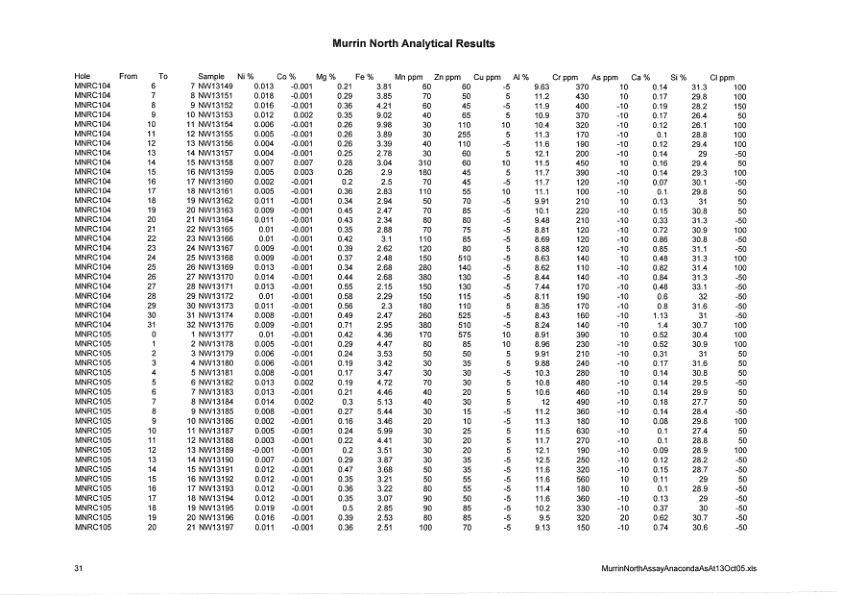 Murrin North Analytical Results
Hole From To Sample Ni % Co % Mg % Fe % Mn ppm Zn ppm Cu ppm Al % Cr ppm As ppm Ca % Si % Cl ppm
MNRC104 6 7 NW13149 0.013 -0.001 0.21 3.81 60 60 -5 9.63 370 10 0.14 31.3 100
MNRC104 7 8 NW13151 0.018 -0.001 0.29 3.85 70 50 5 11.2 430 10 0.17 29.8 100
MNRC104 8 9 NW13152 0.016 -0.001 0.36 4.21 60 45 -5 11.9 400 -10 0.19 28.2 150
MNRC104 9 10 NW13153 0.012 0.002 0.35 9.02 40 65 5 10.9 370 -10 0.17 26.4 50
MNRC104 10 11 NW13154 0.006 -0.001 0.26 9.98 30 110 10 10.4 320 -10 0.12 26.1 100
MNRC104 11 12 NW13155 0.005 -0.001 0.26 3.89 30 255 5 11.3 170 -10 0.1 28.8 100
MNRC104 12 13 NW13156 0.004 -0.001 0.26 3.39 40 110 -5 11.6 190 -10 0.12 29.4 100
MNRC104 13 14 NW13157 0.004 -0.001 0.25 2.78 30 60 5 12.1 200 -10 0.14 29 -50
MNRC104 14 15 NW13158 0.007 0.007 0.28 3.04 310 60 10 11.5 450 10 0.16 29.4 50
MNRC104 15 16 NW13159 0.005 0.003 0.26 2.9 180 45 5 11.7 390 -10 0.14 29.3 100
MNRC104 16 17 NW13160 0.002 -0.001 0.2 2.5 70 45 -5 11.7 120 -10 0.07 30.1 -50
MNRC104 17 18 NW13161 0.005 -0.001 0.36 2.83 110 55 10 11.1 100 -10 0.1 29.8 50
MNRC104 18 19 NW13162 0.011 -0.001 0.34 2.94 50 70 -5 9.91 210 10 0.13 31 50
MNRC104 19 20 NW13163 0.009 -0.001 0.45 2.47 70 85 -5 10.1 220 -10 0.15 30.8 50
MNRC104 20 21 NW13164 0.011 -0.001 0.43 2.34 80 80 -5 9.48 210 -10 0.33 31.3 -50
MNRC104 21 22 NW13165 0.01 -0.001 0.35 2.88 70 75 -5 8.81 120 -10 0.72 30.9 100
MNRC104 22 23 NW13166 0.01 -0.001 0.42 3.1 110 85 -5 8.69 120 -10 0.86 30.8 -50
MNRC104 23 24 NW13167 0.009 -0.001 0.39 2.62 120 80 5 8.88 120 -10 0.85 31.1 -50
MNRC104 24 25 NW13168 0.009 -0.001 0.37 2.48 150 510 -5 8.63 140 10 0.48 31.3 100
MNRC104 25 26 NW13169 0.013 -0.001 0.34 2.68 280 140 -5 8.62 110 -10 0.82 31.4 100
MNRC104 26 27 NW13170 0.014 -0.001 0.44 2.68 380 130 -5 8.44 140 -10 0.84 31.3 -50
MNRC104 27 28 NW13171 0.013 -0.001 0.55 2.15 150 130 -5 7.44 170 -10 0.48 33.1 -50
MNRC104 28 29 NW13172 0.01 -0.001 0.58 2.29 150 115 -5 8.11 190 -10 0.6 32 -50
MNRC104 29 30 NW13173 0.011 -0.001 0.56 2.3 180 110 5 8.35 170 -10 0.8 31.6 -50
MNRC104 30 31 NW13174 0.008 -0.001 0.49 2.47 260 525 -5 8.43 160 -10 1.13 31 -50
MNRC104 31 32 NW13176 0.009 -0.001 0.71 2.95 380 510 -5 8.24 140 -10 1.4 30.7 100
MNRC105 0 1 NW13177 0.01 -0.001 0.42 4.36 170 575 10 8.91 390 10 0.52 30.4 100
MNRC105 1 2 NW13178 0.005 -0.001 0.29 4.47 80 85 10 8.96 230 -10 0.52 30.9 100
MNRC105 2 3 NW13179 0.006 -0.001 0.24 3.53 50 50 5 9.91 210 -10 0.31 31 50
MNRC105 3 4 NW13180 0.006 -0.001 0.19 3.42 30 35 5 9.88 240 -10 0.17 31.6 50
MNRC105 4 5 NW13181 0.008 -0.001 0.17 3.47 30 30 -5 10.3 280 10 0.14 30.8 50
MNRC105 5 6 NW13182 0.013 0.002 0.19 4.72 70 30 5 10.8 480 -10 0.14 29.5 -50
MNRC105 6 7 NW13183 0.013 -0.001 0.21 4.46 40 20 5 10.6 460 -10 0.14 29.9 50
MNRC105 7 8 NW13184 0.014 0.002 0.3 5.13 40 30 5 12 490 -10 0.18 27.7 50
MNRC105 8 9 NW13185 0.008 -0.001 0.27 5.44 30 15 -5 11.2 360 -10 0.14 28.4 -50
MNRC105 9 10 NW13186 0.002 -0.001 0.16 3.46 20 10 -5 11.3 180 10 0.08 29.8 100
MNRC105 10 11 NW13187 0.005 -0.001 0.24 5.99 30 25 5 11.5 630 -10 0.1 27.4 50
MNRC105 11 12 NW13188 0.003 -0.001 0.22 4.41 30 20 5 11.7 270 -10 0.1 28.8 50
MNRC105 12 13 NW13189 -0.001 -0.001 0.2 3.51 30 20 5 12.1 190 -10 0.09 28.9 100
MNRC105 13 14 NW13190 0.007 -0.001 0.29 3.87 30 35 -5 12.5 250 -10 0.12 28.2 -50
MNRC105 14 15 NW13191 0.012 -0.001 0.47 3.68 50 35 -5 11.6 320 -10 0.15 28.7 -50
MNRC105 15 16 NW13192 0.012 -0.001 0.35 3.21 50 55 -5 11.6 560 10 0.11 29 50
MNRC105 16 17 NW13193 0.012 -0.001 0.36 3.22 80 55 -5 11.4 180 10 0.1 28.9 -50
MNRC105 17 18 NW13194 0.012 -0.001 0.35 3.07 90 50 -5 11.6 360 -10 0.13 29 -50
MNRC105 18 19 NW13195 0.019 -0.001 0.5 2.85 90 85 -5 10.2 330 -10 0.37 30 -50
MNRC105 19 20 NW13196 0.016 -0.001 0.39 2.53 80 85 -5 9.5 320 20 0.62 30.7 -50
MNRC105 20 21 NW13197 0.011 -0.001 0.36 2.51 100 70 -5 9.13 150 -10 0.74 30.6 -50
31 MurrinNorthAssayAnacondaAsAt13Oct05.xls